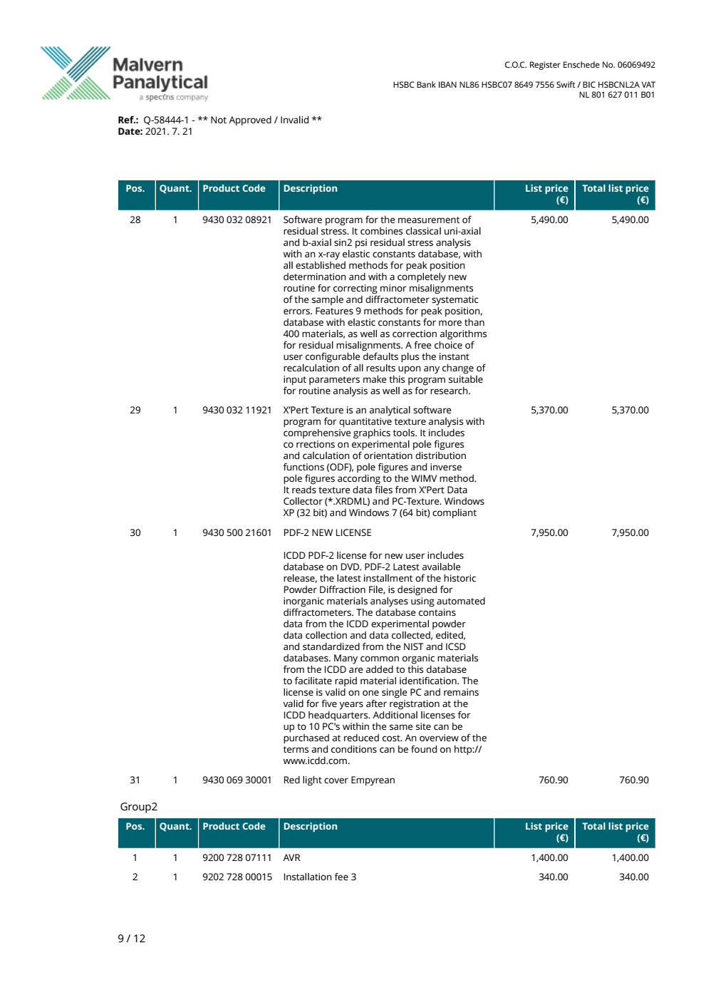 Malvern
Panalytical
a spectris company
C.O.C. Register Enschede No. 06069492
HSBC Bank IBAN NL86 HSBC07 8649 7556 Swift / BIC HSBCNL2A VAT
NL 801 627 011 B01
Ref.: Q-58444-1 - ** Not Approved / Invalid **
Date: 2021. 7. 21
Pos. Quant. Product Code Description List price (€) Total list price (€)
28 1 9430 032 08921 Software program for the measurement of 5,490.00 5,490.00
residual stress. It combines classical uni-axial
and b-axial sin2 psi residual stress analysis
with an x-ray elastic constants database, with
all established methods for peak position
determination and with a completely new
routine for correcting minor misalignments
of the sample and diffractometer systematic
errors. Features 9 methods for peak position,
database with elastic constants for more than
400 materials, as well as correction algorithms
for residual misalignments. A free choice of
user configurable defaults plus the instant
recalculation of all results upon any change of
input parameters make this program suitable
for routine analysis as well as for research.
29 1 9430 032 11921 X'Pert Texture is an analytical software 5,370.00 5,370.00
program for quantitative texture analysis with
comprehensive graphics tools. It includes
co rrections on experimental pole figures
and calculation of orientation distribution
functions (ODF), pole figures and inverse
pole figures according to the WIMV method.
It reads texture data files from X'Pert Data
Collector (*.XRDML) and PC-Texture. Windows
XP (32 bit) and Windows 7 (64 bit) compliant
30 1 9430 500 21601 PDF-2 NEW LICENSE 7,950.00 7,950.00
ICDD PDF-2 license for new user includes
database on DVD. PDF-2 Latest available
release, the latest installment of the historic
Powder Diffraction File, is designed for
inorganic materials analyses using automated
diffractometers. The database contains
data from the ICDD experimental powder
data collection and data collected, edited,
and standardized from the NIST and ICSD
databases. Many common organic materials
from the ICDD are added to this database
to facilitate rapid material identification. The
license is valid on one single PC and remains
valid for five years after registration at the
ICDD headquarters. Additional licenses for
up to 10 PC's within the same site can be
purchased at reduced cost. An overview of the
terms and conditions can be found on http://
www.icdd.com.
31 1 9430 069 30001 Red light cover Empyrean 760.90 760.90
Group2
Pos. Quant. Product Code Description List price (€) Total list price (€)
1 1 9200 728 07111 AVR 1,400.00 1,400.00
2 1 9202 728 00015 Installation fee 3 340.00 340.00
9 / 12